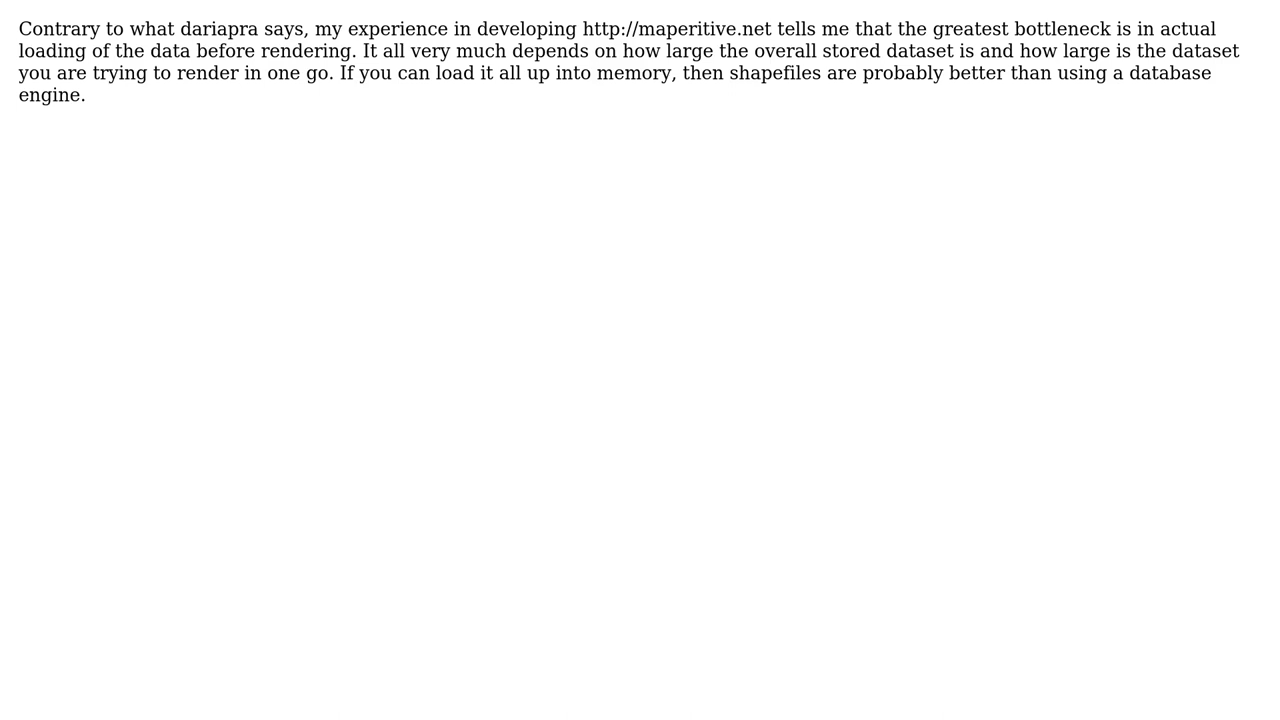 Contrary to what dariapra says, my experience in developing http://maperitive.net tells me that the greatest bottleneck is in actual
loading of the data before rendering. It all very much depends on how large the overall stored dataset is and how large is the dataset
you are trying to render in one go. If you can load it all up into memory, then shapefiles are probably better than using a database
engine.